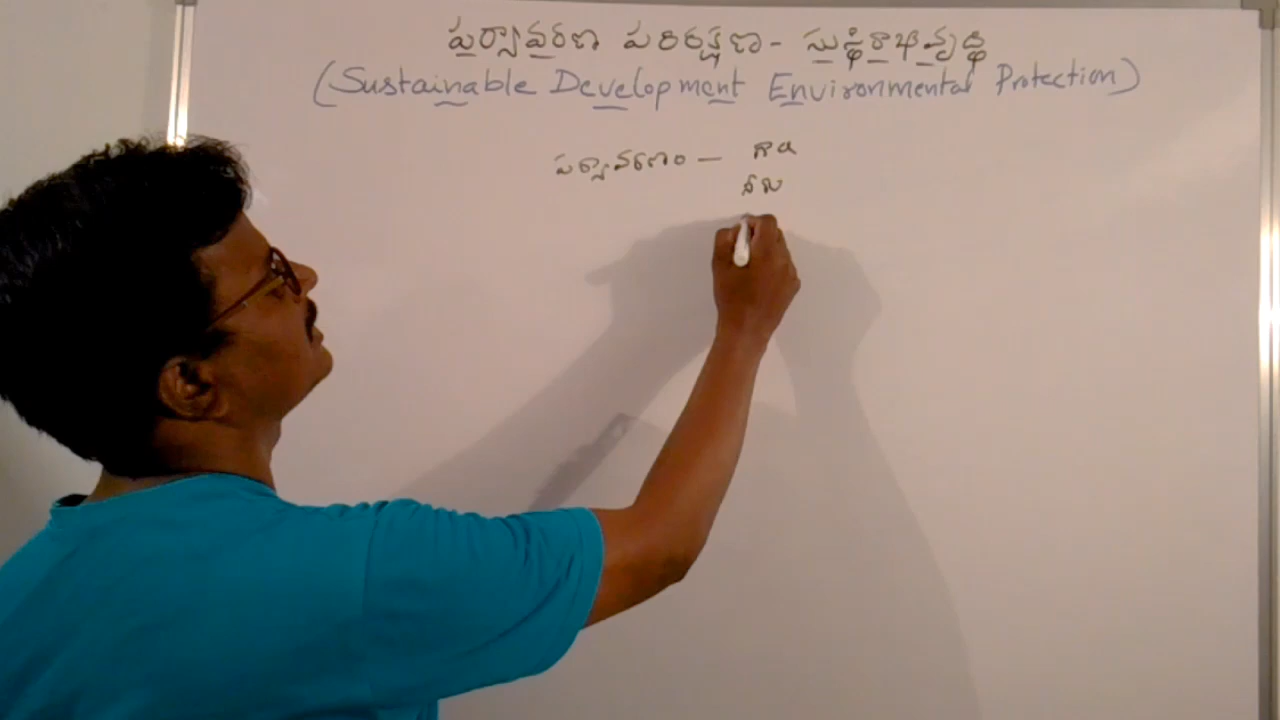 పర్యావరణ పరిరక్షణ - సుస్థిరాభివృద్ధి
(Sustainable Development Environmental Protection)
పర్యావరణం - గాలి
నీరు